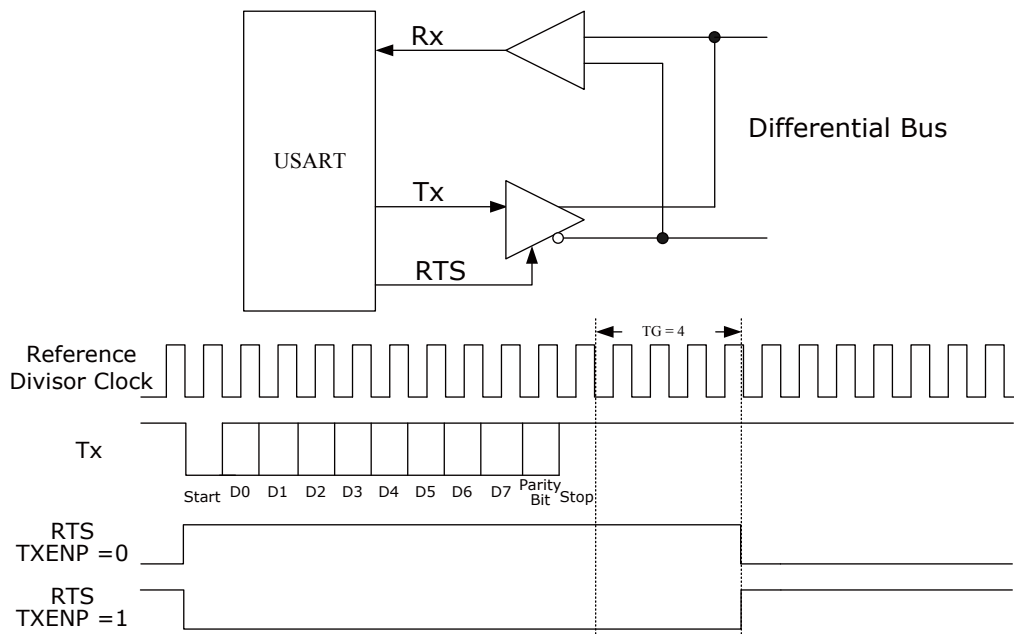 Rx
Differential Bus
USART
Tx
RTS
TG = 4
Reference
Divisor Clock
Tx
Start D0 D1 D2 D3 D4 D5 D6 D7 Parity Bit Stop
RTS
TXENP =0
RTS
TXENP =1